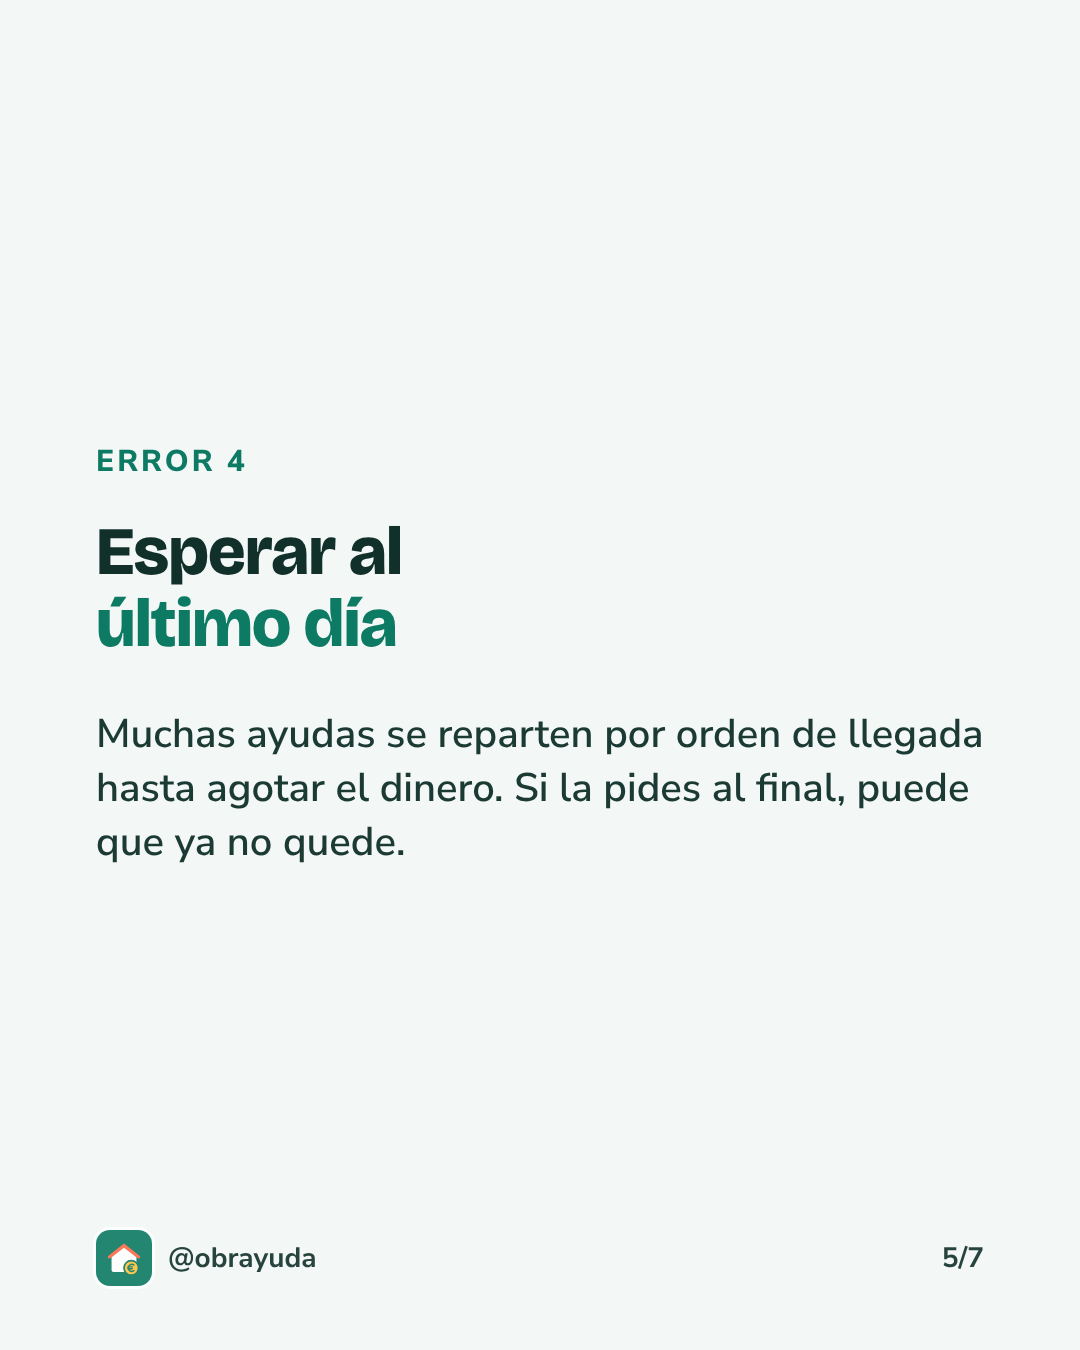 ERROR 4
Esperar al
último día
Muchas ayudas se reparten por orden de llegada
hasta agotar el dinero. Si la pides al final, puede
que ya no quede.
@obrayuda
5/7